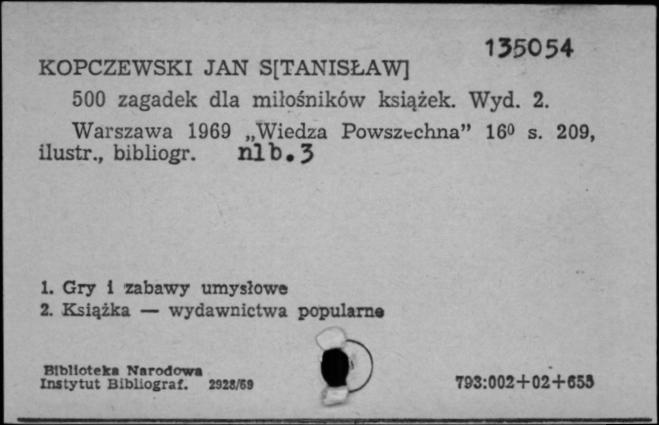 135054
KOPCZEWSKI JAN S[TANISŁAW]
500 zagadek dla miłośników książek. Wyd. 2.
Warszawa 1969 „Wiedza Powszechna” 16⁰ s. 209,
ilustr., bibliogr. nlb.3
1. Gry i zabawy umysłowe
2. Książka — wydawnictwa popularne
Biblioteka Narodowa
Instytut Bibliograf. 2928/69
793:002+02+655